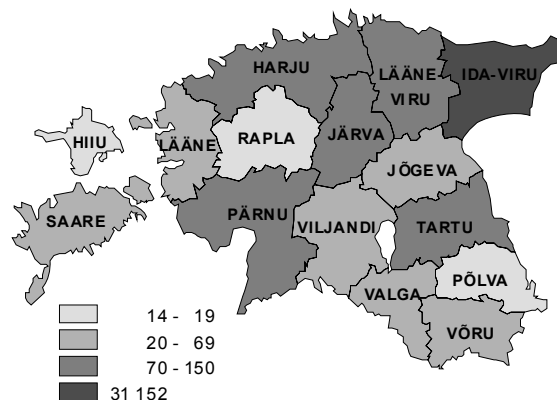 HARJU
LÄÄNE
VIRU
IDA-VIRU
HIIU
LÄÄNE
RAPLA
JÄRVA
JÕGEVA
SAARE
PÄRNU
VILJANDI
TARTU
PÕLVA
VALGA
VÕRU
14 - 19
20 - 69
70 - 150
31 152